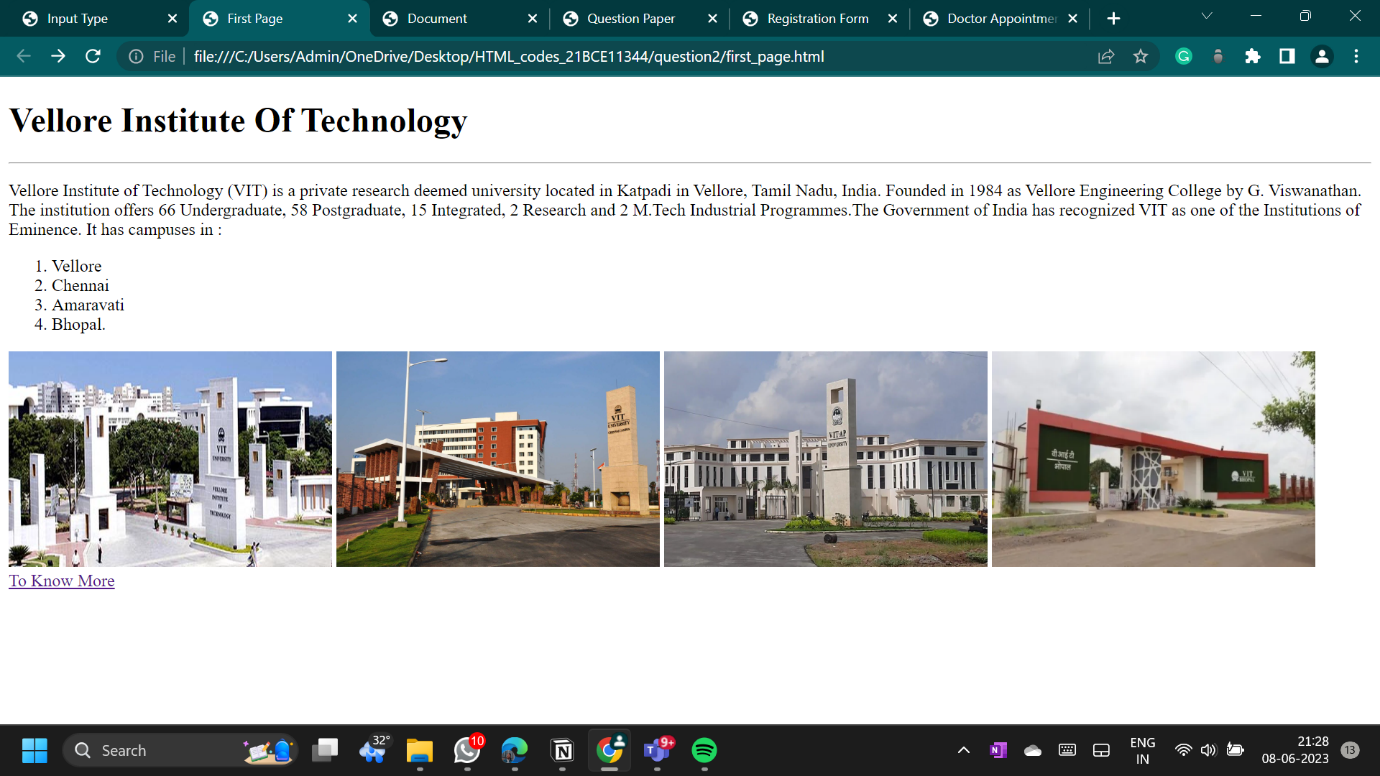 Input Type
First Page
Document
Question Paper
Registration Form
Doctor Appointmen
File
file:///C:/Users/Admin/OneDrive/Desktop/HTML_codes_21BCE11344/question2/first_page.html
Vellore Institute Of Technology
Vellore Institute of Technology (VIT) is a private research deemed university located in Katpadi in Vellore, Tamil Nadu, India. Founded in 1984 as Vellore Engineering College by G. Viswanathan.
The institution offers 66 Undergraduate, 58 Postgraduate, 15 Integrated, 2 Research and 2 M.Tech Industrial Programmes.The Government of India has recognized VIT as one of the Institutions of
Eminence. It has campuses in :
1. Vellore
2. Chennai
3. Amaravati
4. Bhopal.
VIT
UNIVERSITY
VELLORE
INSTITUTE
OF
TECHNOLOGY
VIT
UNIVERSITY
VIT AP
UNIVERSITY
वी आई टी
भोपाल
VIT
BHOPAL
To Know More
Search
32°
10
9+
ENG
IN
21:28
08-06-2023
13